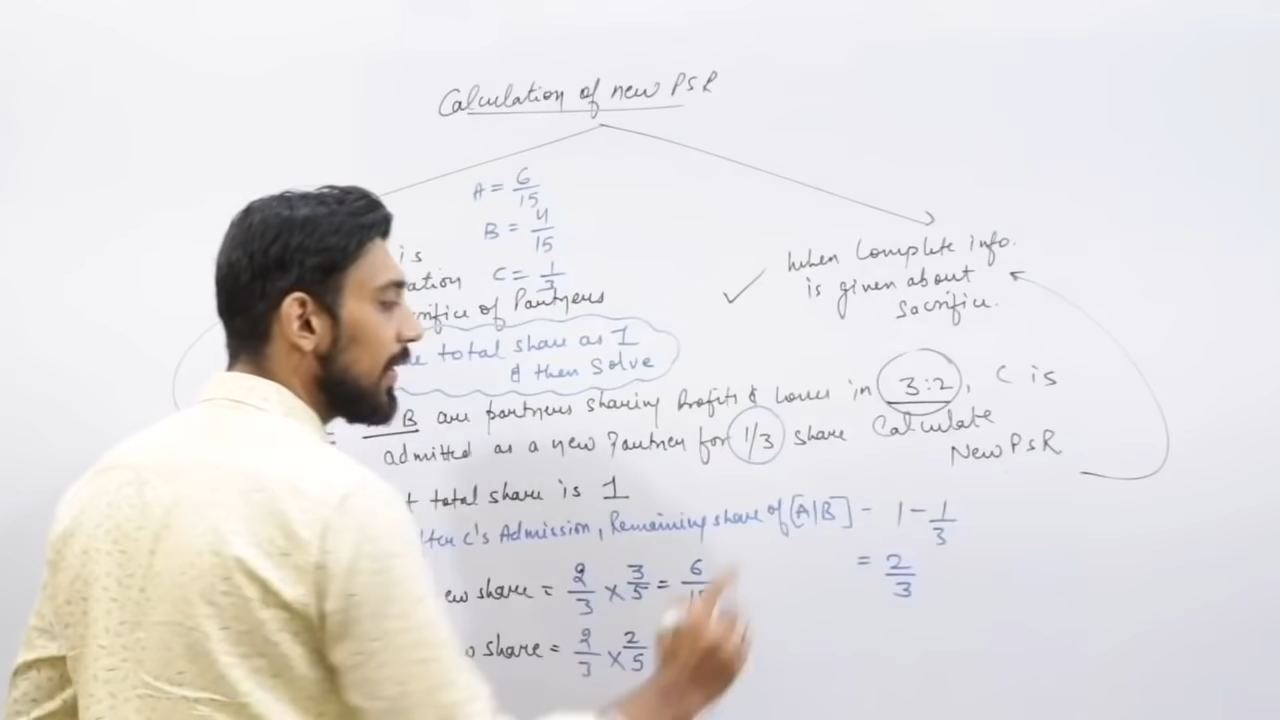 Calculation of new PSR
A = 6/15
B = 4/15
C = 1/3
is
ation
rifice of Partners
total share as 1
& then Solve
When Complete info.
is given about
Sacrifice.
B are partners sharing Profits & losses in 3:2, C is
admitted as a new Partner for 1/3 share Calculate
New PSR
t total share is 1
fter C's Admission, Remaining share of [A|B] - 1 - 1/3
= 2/3
ew share = 2/3 × 3/5 = 6/15
share = 2/3 × 2/5